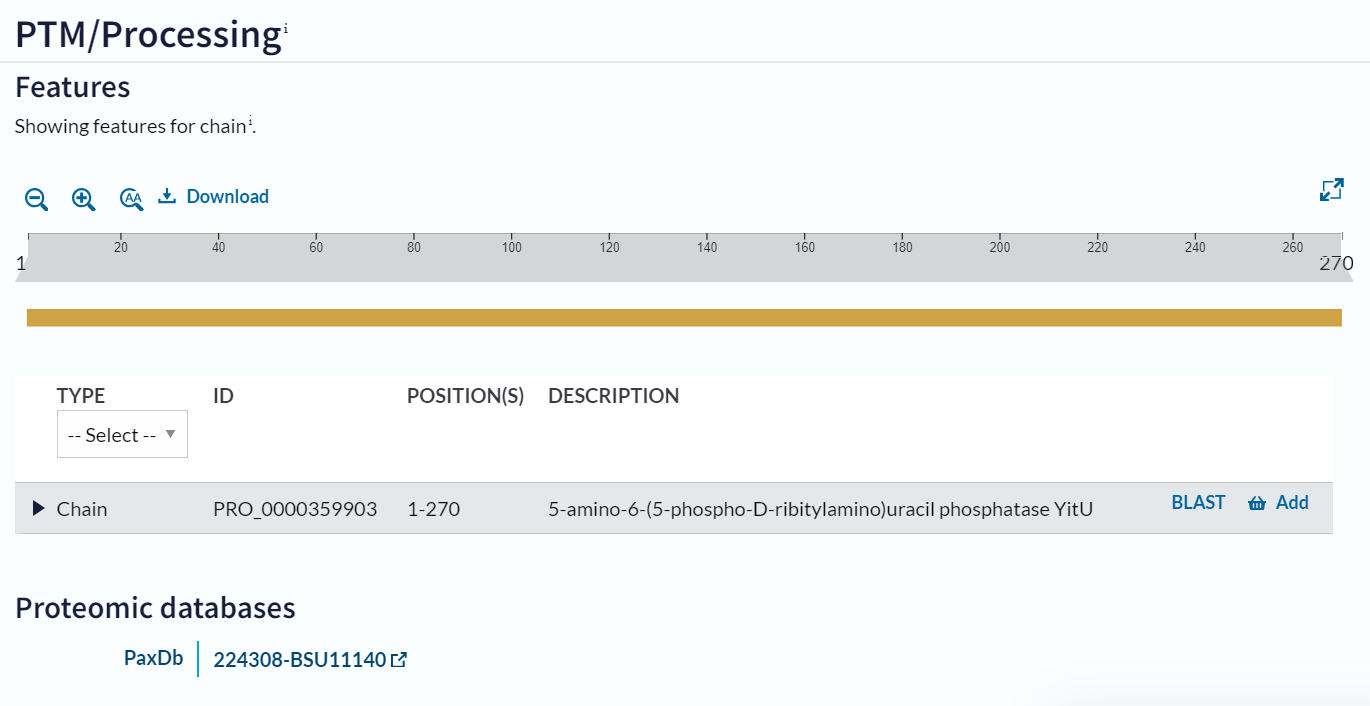 PTM/Processing i
Features
Showing features for chain i.
AA Download
20 40 60 80 100 120 140 160 180 200 220 240 260
1 270
TYPE ID POSITION(S) DESCRIPTION
-- Select --
Chain PRO_0000359903 1-270 5-amino-6-(5-phospho-D-ribitylamino)uracil phosphatase YitU BLAST Add
Proteomic databases
PaxDb 224308-BSU11140